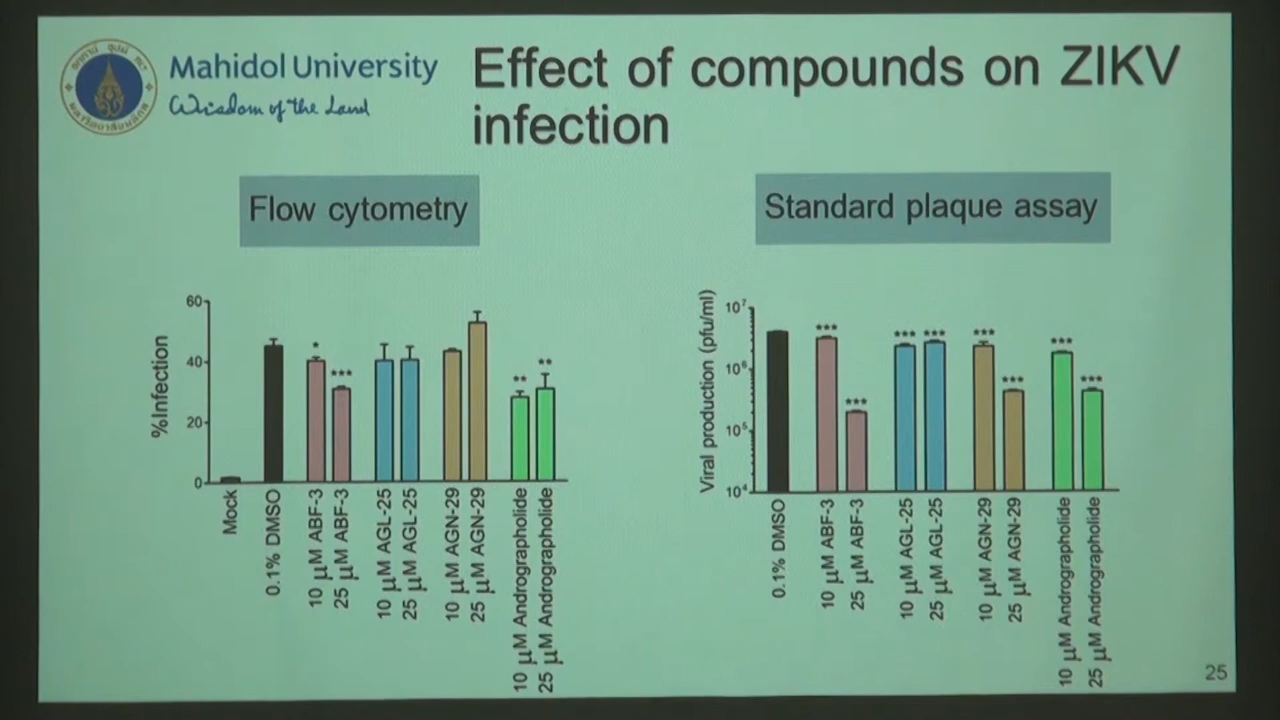 Mahidol University
Wisdom of the Land
Effect of compounds on ZIKV
infection
Flow cytometry
Standard plaque assay
%Infection
60
40
20
0
*
***
**
**
Mock
0.1% DMSO
10 µM ABF-3
25 µM ABF-3
10 µM AGL-25
25 µM AGL-25
10 µM AGN-29
25 µM AGN-29
10 µM Andrographolide
25 µM Andrographolide
Viral production (pfu/ml)
10⁷
10⁶
10⁵
10⁴
***
***
***
***
***
***
***
***
0.1% DMSO
10 µM ABF-3
25 µM ABF-3
10 µM AGL-25
25 µM AGL-25
10 µM AGN-29
25 µM AGN-29
10 µM Andrographolide
25 µM Andrographolide
25